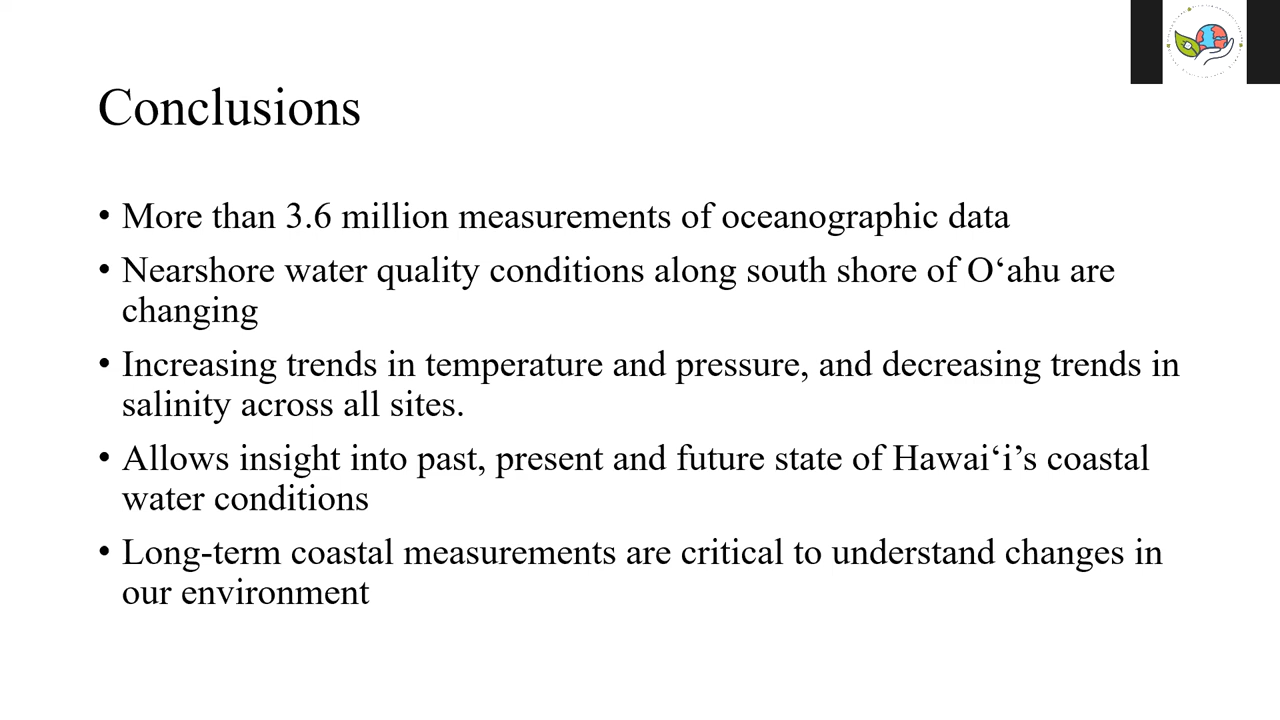 Conclusions
• More than 3.6 million measurements of oceanographic data
• Nearshore water quality conditions along south shore of Oʻahu are
changing
• Increasing trends in temperature and pressure, and decreasing trends in
salinity across all sites.
• Allows insight into past, present and future state of Hawaiʻi’s coastal
water conditions
• Long-term coastal measurements are critical to understand changes in
our environment